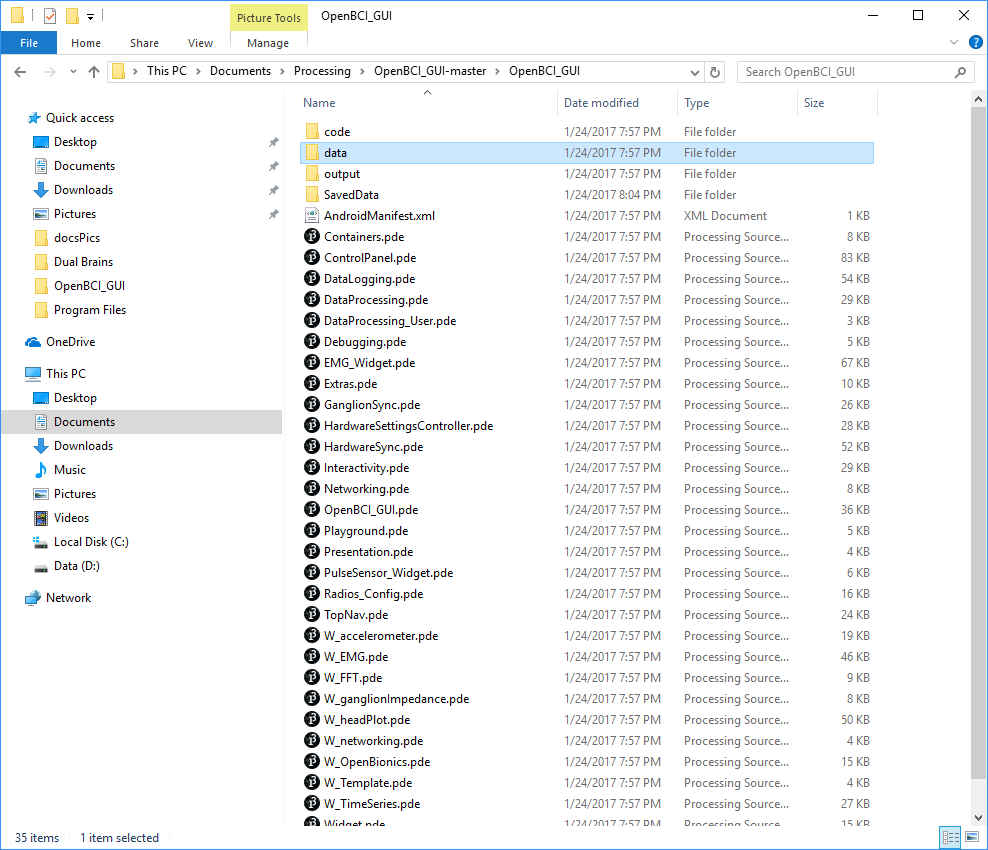 Picture Tools OpenBCI_GUI
File Home Share View Manage
This PC Documents Processing OpenBCI_GUI-master OpenBCI_GUI Search OpenBCI_GUI
Quick access
Desktop
Documents
Downloads
Pictures
docsPics
Dual Brains
OpenBCI_GUI
Program Files
OneDrive
This PC
Desktop
Documents
Downloads
Music
Pictures
Videos
Local Disk (C:)
Data (D:)
Network
Name Date modified Type Size
code 1/24/2017 7:57 PM File folder
data 1/24/2017 7:57 PM File folder
output 1/24/2017 7:57 PM File folder
SavedData 1/24/2017 8:04 PM File folder
AndroidManifest.xml 1/24/2017 7:57 PM XML Document 1 KB
Containers.pde 1/24/2017 7:57 PM Processing Source... 8 KB
ControlPanel.pde 1/24/2017 7:57 PM Processing Source... 83 KB
DataLogging.pde 1/24/2017 7:57 PM Processing Source... 54 KB
DataProcessing.pde 1/24/2017 7:57 PM Processing Source... 29 KB
DataProcessing_User.pde 1/24/2017 7:57 PM Processing Source... 3 KB
Debugging.pde 1/24/2017 7:57 PM Processing Source... 5 KB
EMG_Widget.pde 1/24/2017 7:57 PM Processing Source... 67 KB
Extras.pde 1/24/2017 7:57 PM Processing Source... 10 KB
GanglionSync.pde 1/24/2017 7:57 PM Processing Source... 26 KB
HardwareSettingsController.pde 1/24/2017 7:57 PM Processing Source... 28 KB
HardwareSync.pde 1/24/2017 7:57 PM Processing Source... 52 KB
Interactivity.pde 1/24/2017 7:57 PM Processing Source... 29 KB
Networking.pde 1/24/2017 7:57 PM Processing Source... 8 KB
OpenBCI_GUI.pde 1/24/2017 7:57 PM Processing Source... 36 KB
Playground.pde 1/24/2017 7:57 PM Processing Source... 5 KB
Presentation.pde 1/24/2017 7:57 PM Processing Source... 4 KB
PulseSensor_Widget.pde 1/24/2017 7:57 PM Processing Source... 6 KB
Radios_Config.pde 1/24/2017 7:57 PM Processing Source... 16 KB
TopNav.pde 1/24/2017 7:57 PM Processing Source... 24 KB
W_accelerometer.pde 1/24/2017 7:57 PM Processing Source... 19 KB
W_EMG.pde 1/24/2017 7:57 PM Processing Source... 46 KB
W_FFT.pde 1/24/2017 7:57 PM Processing Source... 9 KB
W_ganglionImpedance.pde 1/24/2017 7:57 PM Processing Source... 8 KB
W_headPlot.pde 1/24/2017 7:57 PM Processing Source... 50 KB
W_networking.pde 1/24/2017 7:57 PM Processing Source... 4 KB
W_OpenBionics.pde 1/24/2017 7:57 PM Processing Source... 15 KB
W_Template.pde 1/24/2017 7:57 PM Processing Source... 4 KB
W_TimeSeries.pde 1/24/2017 7:57 PM Processing Source... 27 KB
Widget.pde 1/24/2017 7:57 PM Processing Source... 15 KB
35 items 1 item selected